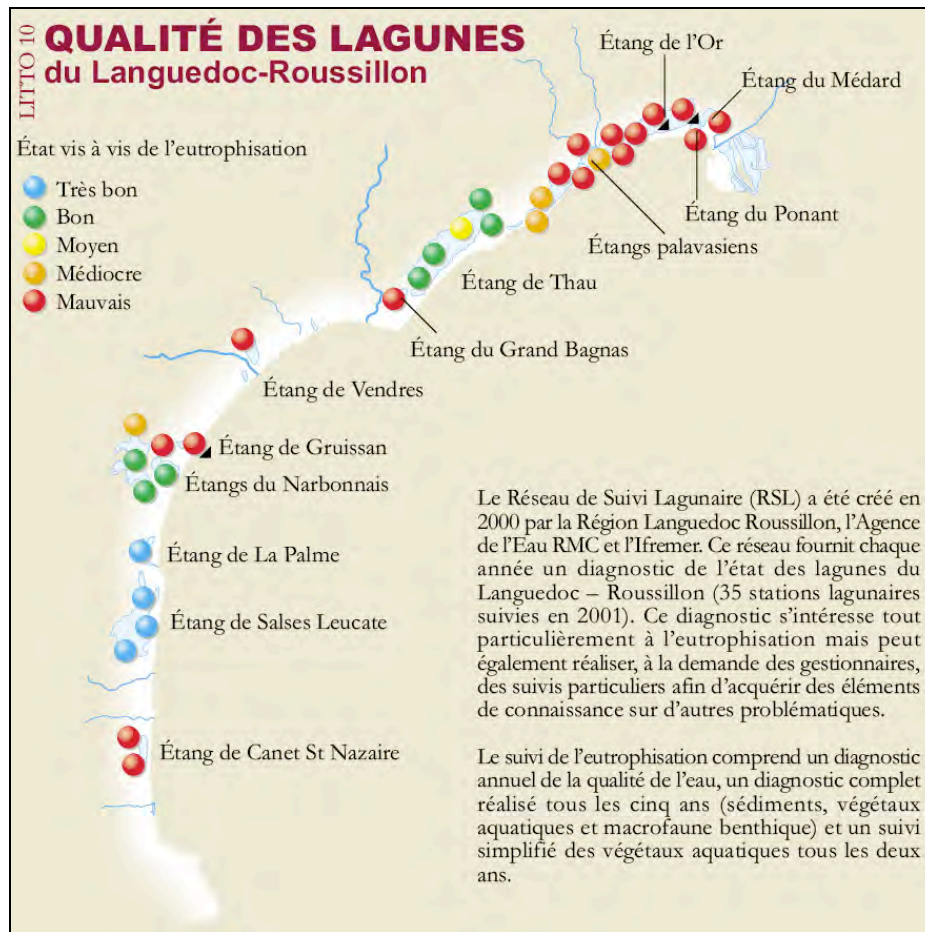 LITTO 10
QUALITÉ DES LAGUNES
du Languedoc-Roussillon
État vis à vis de l'eutrophisation
Très bon
Bon
Moyen
Médiocre
Mauvais
Étang de l'Or
Étang du Médard
Étang du Ponant
Étangs palavasiens
Étang de Thau
Étang du Grand Bagnas
Étang de Vendres
Étang de Gruissan
Étangs du Narbonnais
Étang de La Palme
Étang de Salses Leucate
Étang de Canet St Nazaire
Le Réseau de Suivi Lagunaire (RSL) a été créé en
2000 par la Région Languedoc Roussillon, l'Agence
de l'Eau RMC et l'Ifremer. Ce réseau fournit chaque
année un diagnostic de l'état des lagunes du
Languedoc – Roussillon (35 stations lagunaires
suivies en 2001). Ce diagnostic s'intéresse tout
particulièrement à l'eutrophisation mais peut
également réaliser, à la demande des gestionnaires,
des suivis particuliers afin d'acquérir des éléments
de connaissance sur d'autres problématiques.
Le suivi de l'eutrophisation comprend un diagnostic
annuel de la qualité de l'eau, un diagnostic complet
réalisé tous les cinq ans (sédiments, végétaux
aquatiques et macrofaune benthique) et un suivi
simplifié des végétaux aquatiques tous les deux
ans.